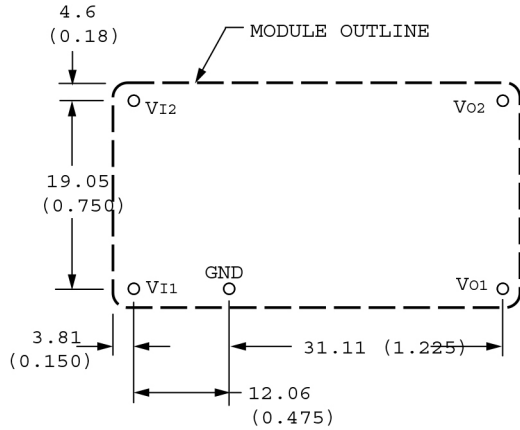 4.6
(0.18)
MODULE OUTLINE
VI2
VO2
19.05
(0.750)
GND
VI1
VO1
3.81
(0.150)
31.11 (1.225)
12.06
(0.475)